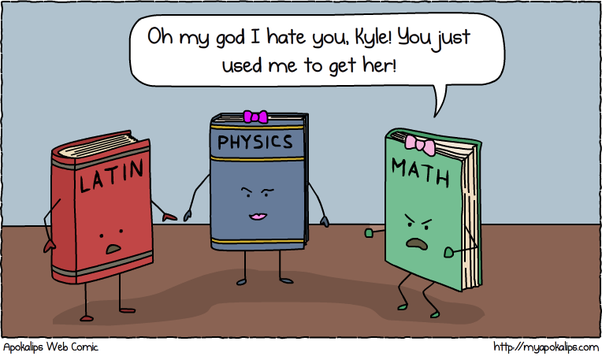 Oh my god I hate you, Kyle! You just
used me to get her!
LATIN
PHYSICS
MATH
Apokalips Web Comic
http://myapokalips.com